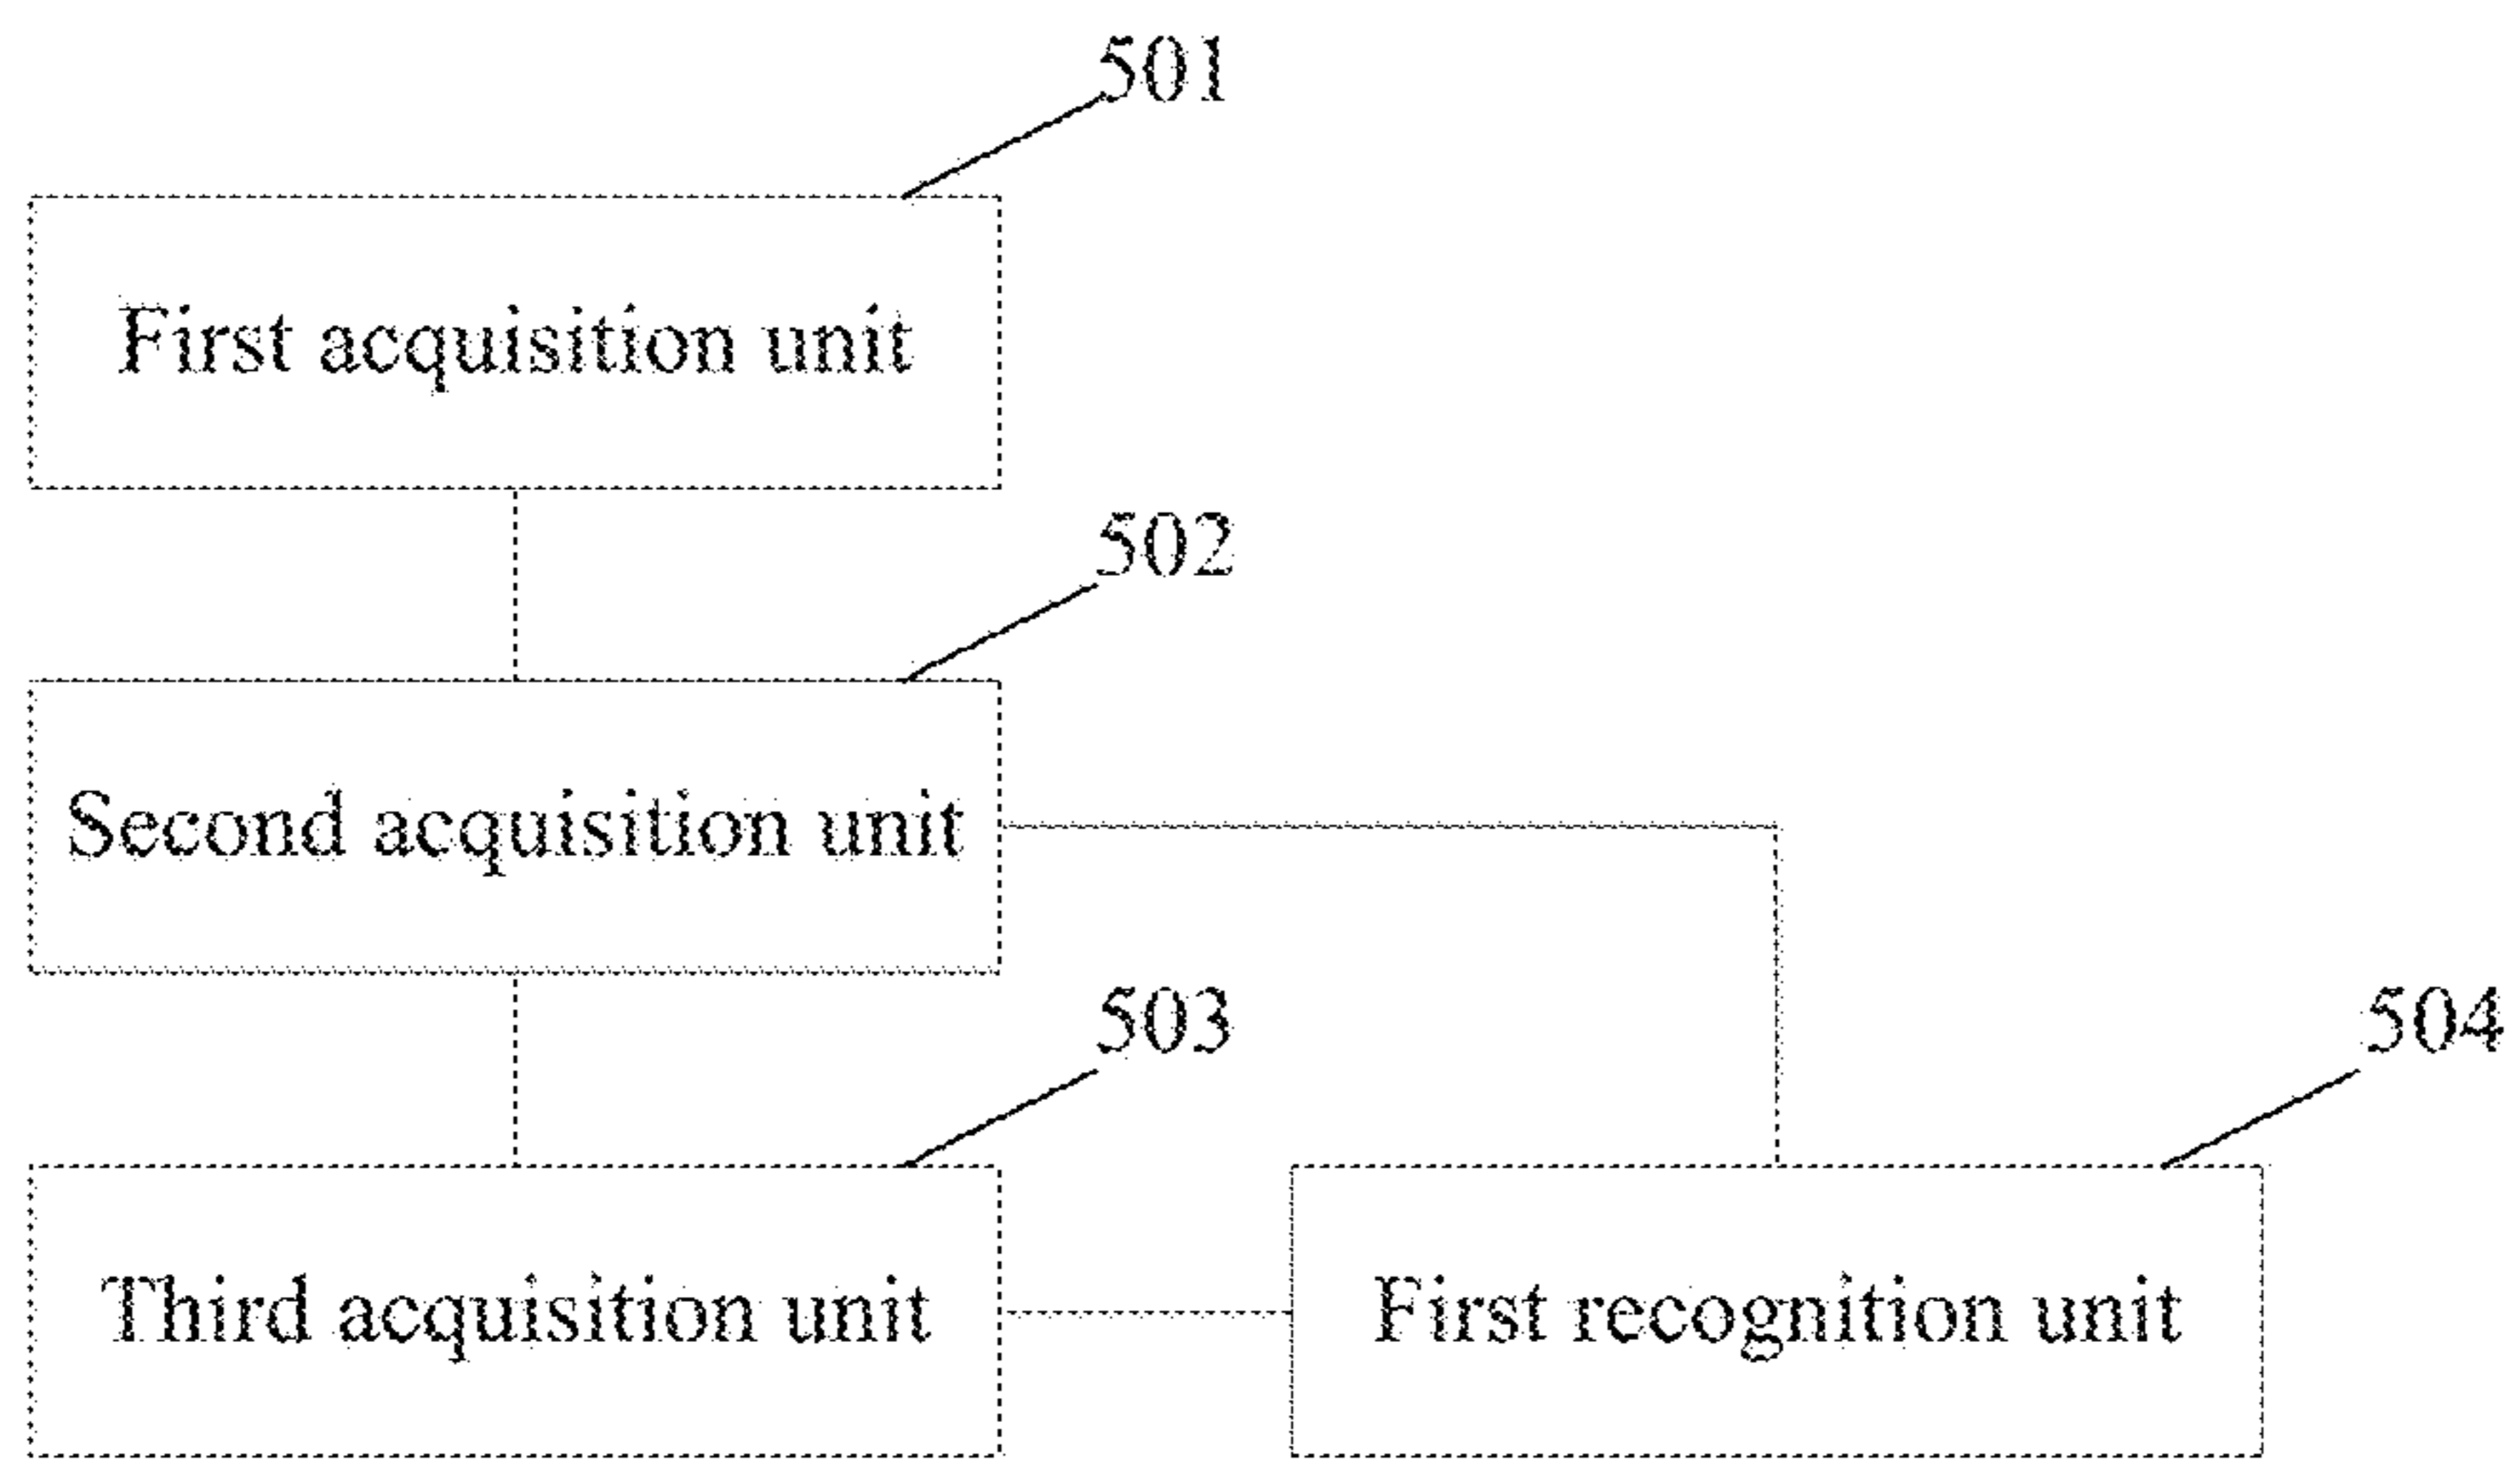 501
First acquisition unit
502
Second acquisition unit
503
504
Third acquisition unit
First recognition unit